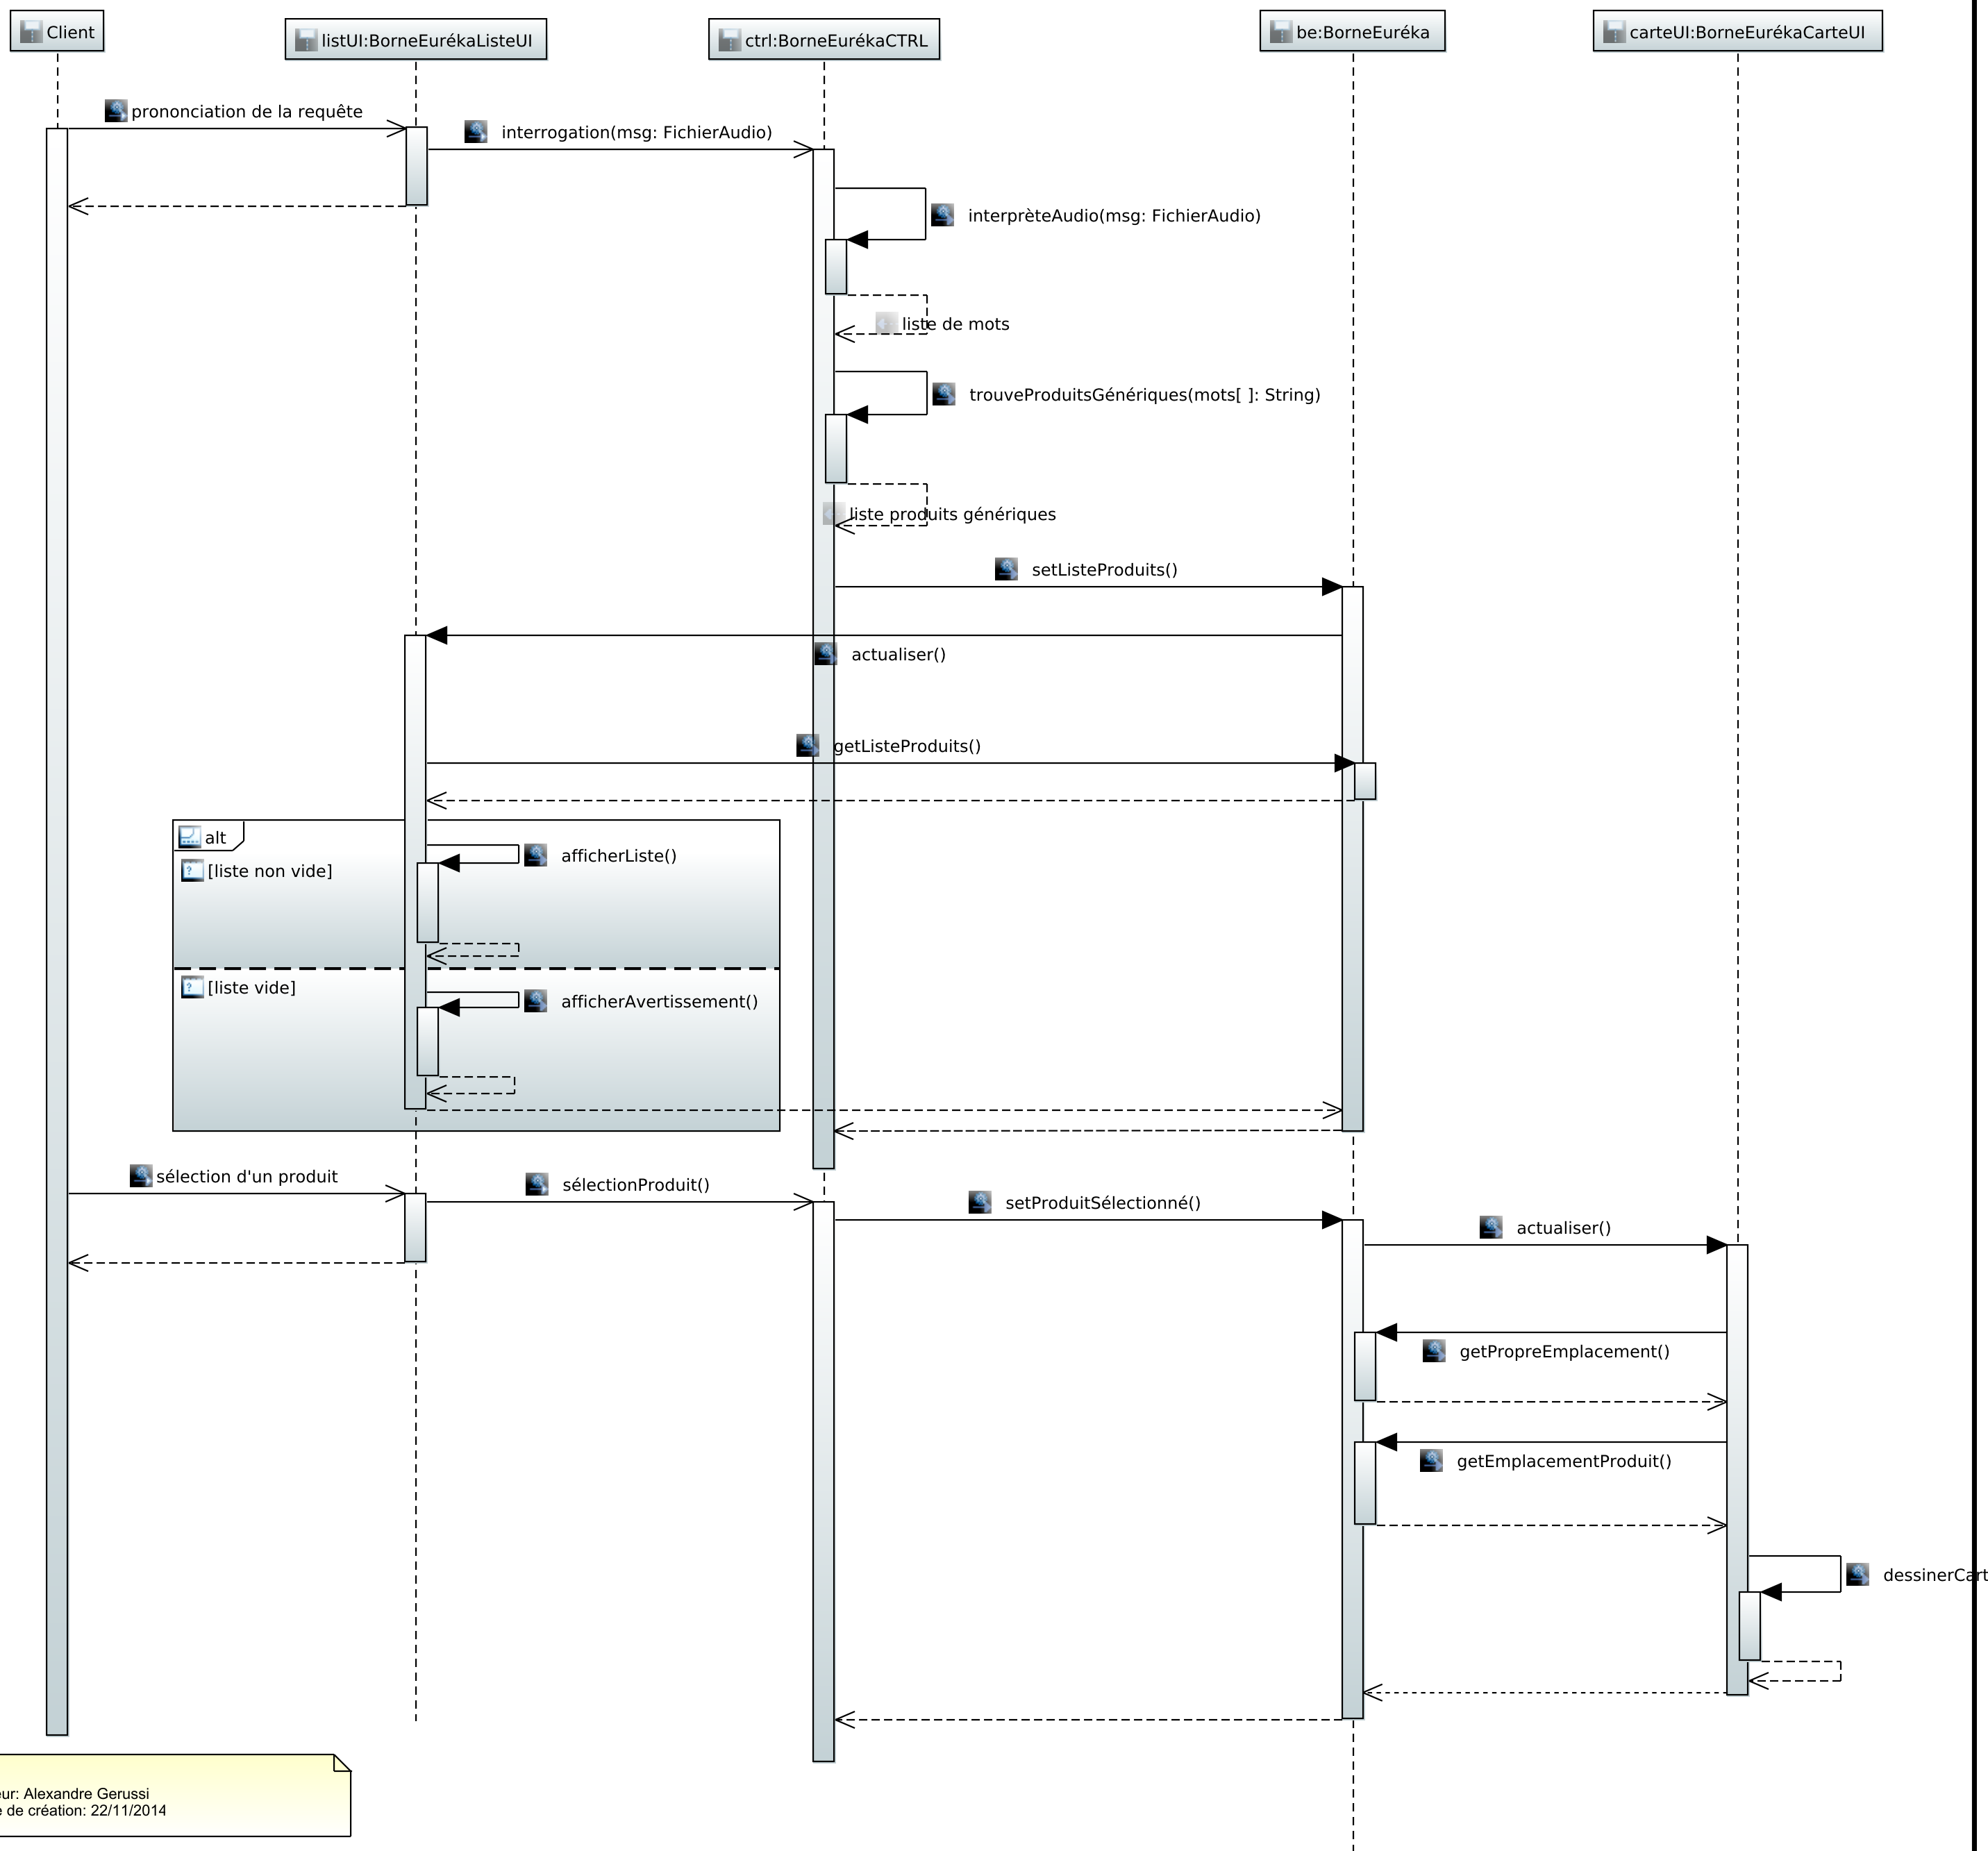 Client
listUI:BorneEurékaListeUI
ctrl:BorneEurékaCTRL
be:BorneEuréka
carteUI:BorneEurékaCarteUI
prononciation de la requête
interrogation(msg: FichierAudio)
interprèteAudio(msg: FichierAudio)
liste de mots
trouveProduitsGénériques(mots[ ]: String)
liste produits génériques
setListeProduits()
actualiser()
getListeProduits()
alt
afficherListe()
[liste non vide]
[liste vide]
afficherAvertissement()
sélection d'un produit
sélectionProduit()
setProduitSélectionné()
actualiser()
getPropreEmplacement()
getEmplacementProduit()
dessinerCart
eur: Alexandre Gerussi
e de création: 22/11/2014